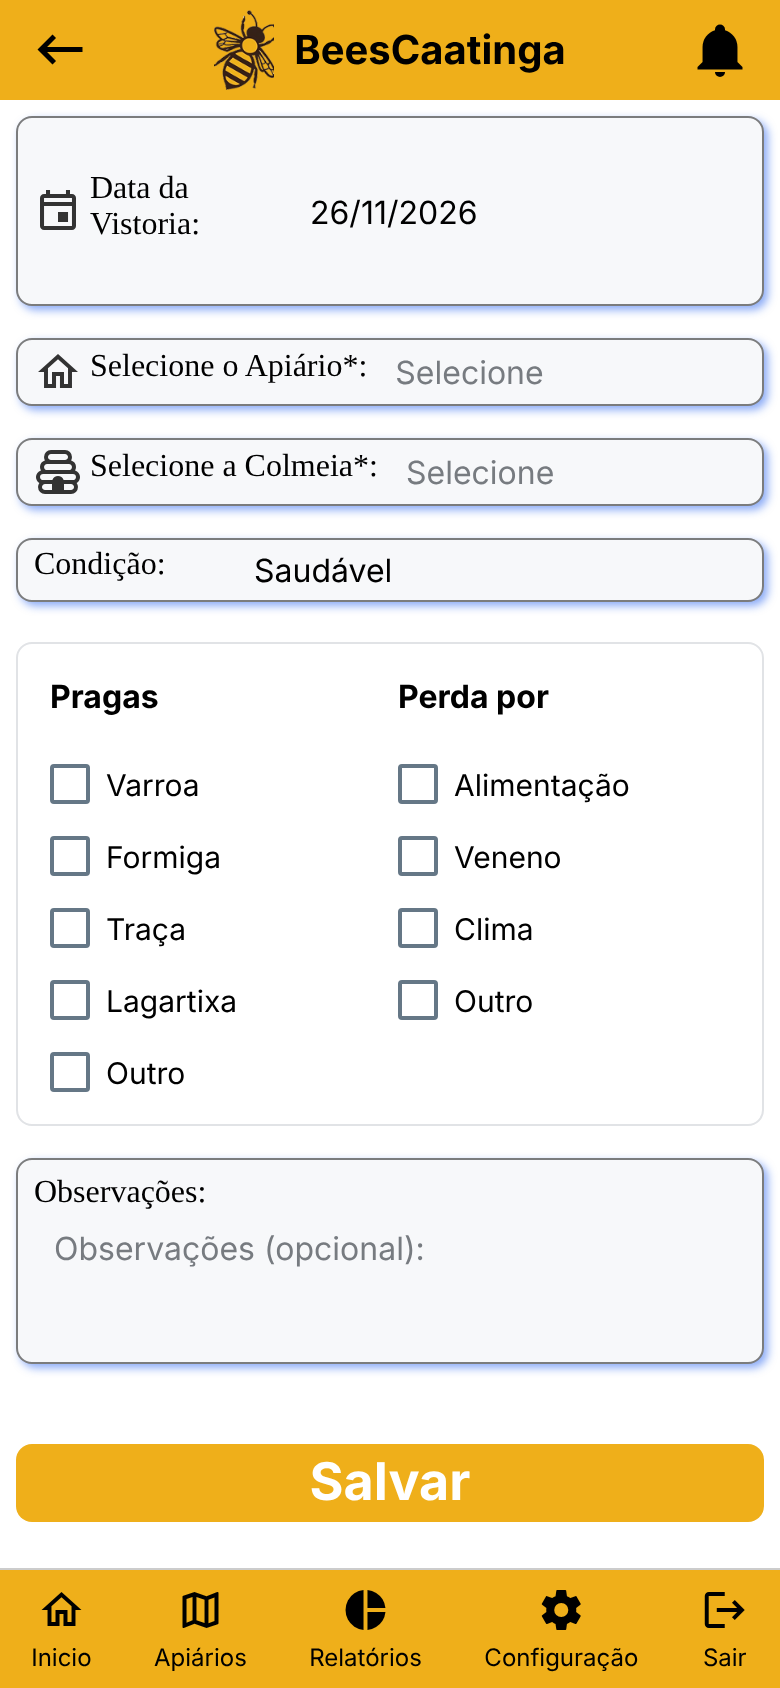 BeesCaatinga
Data da
Vistoria:
26/11/2026
Selecione o Apiário*: Selecione
Selecione a Colmeia*: Selecione
Condição: Saudável
Pragas
Varroa
Formiga
Traça
Lagartixa
Outro
Perda por
Alimentação
Veneno
Clima
Outro
Observações:
Observações (opcional):
Salvar
Inicio Apiários Relatórios Configuração Sair